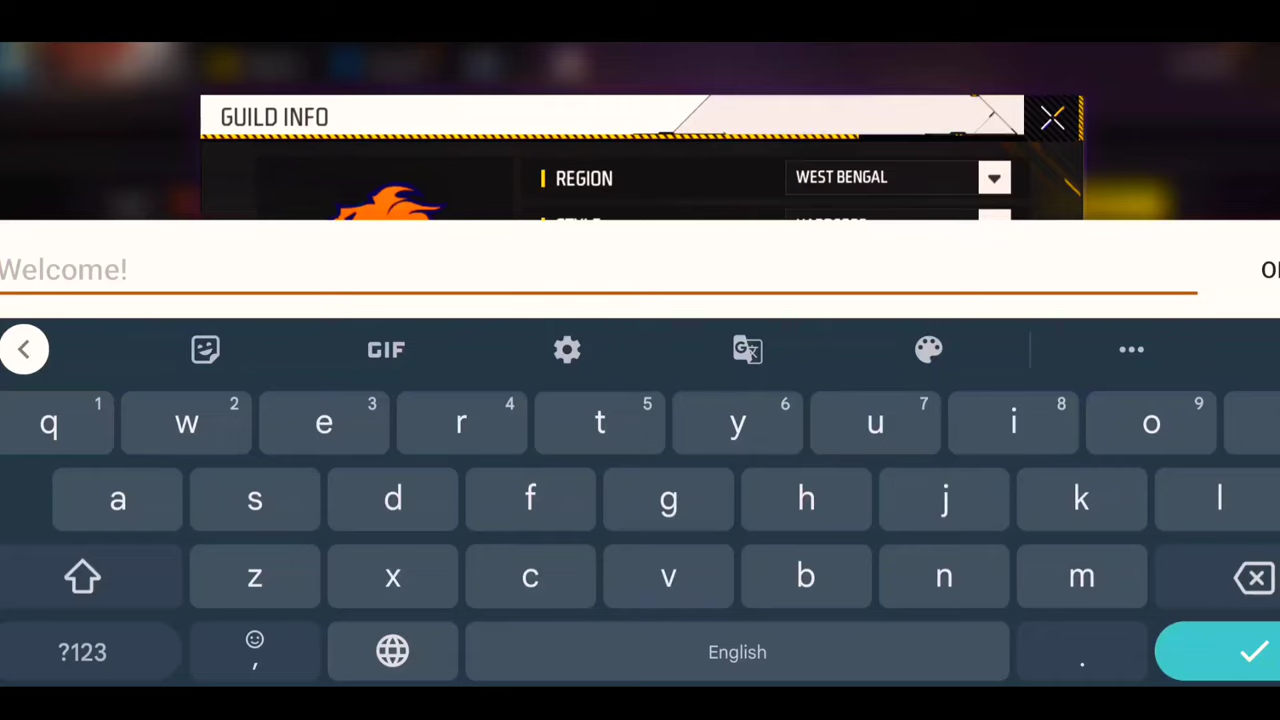 GUILD INFO
REGION WEST BENGAL
Welcome!
GIF
q 1 w 2 e 3 r 4 t 5 y 6 u 7 i 8 o 9
a s d f g h j k l
z x c v b n m
?123 , English .